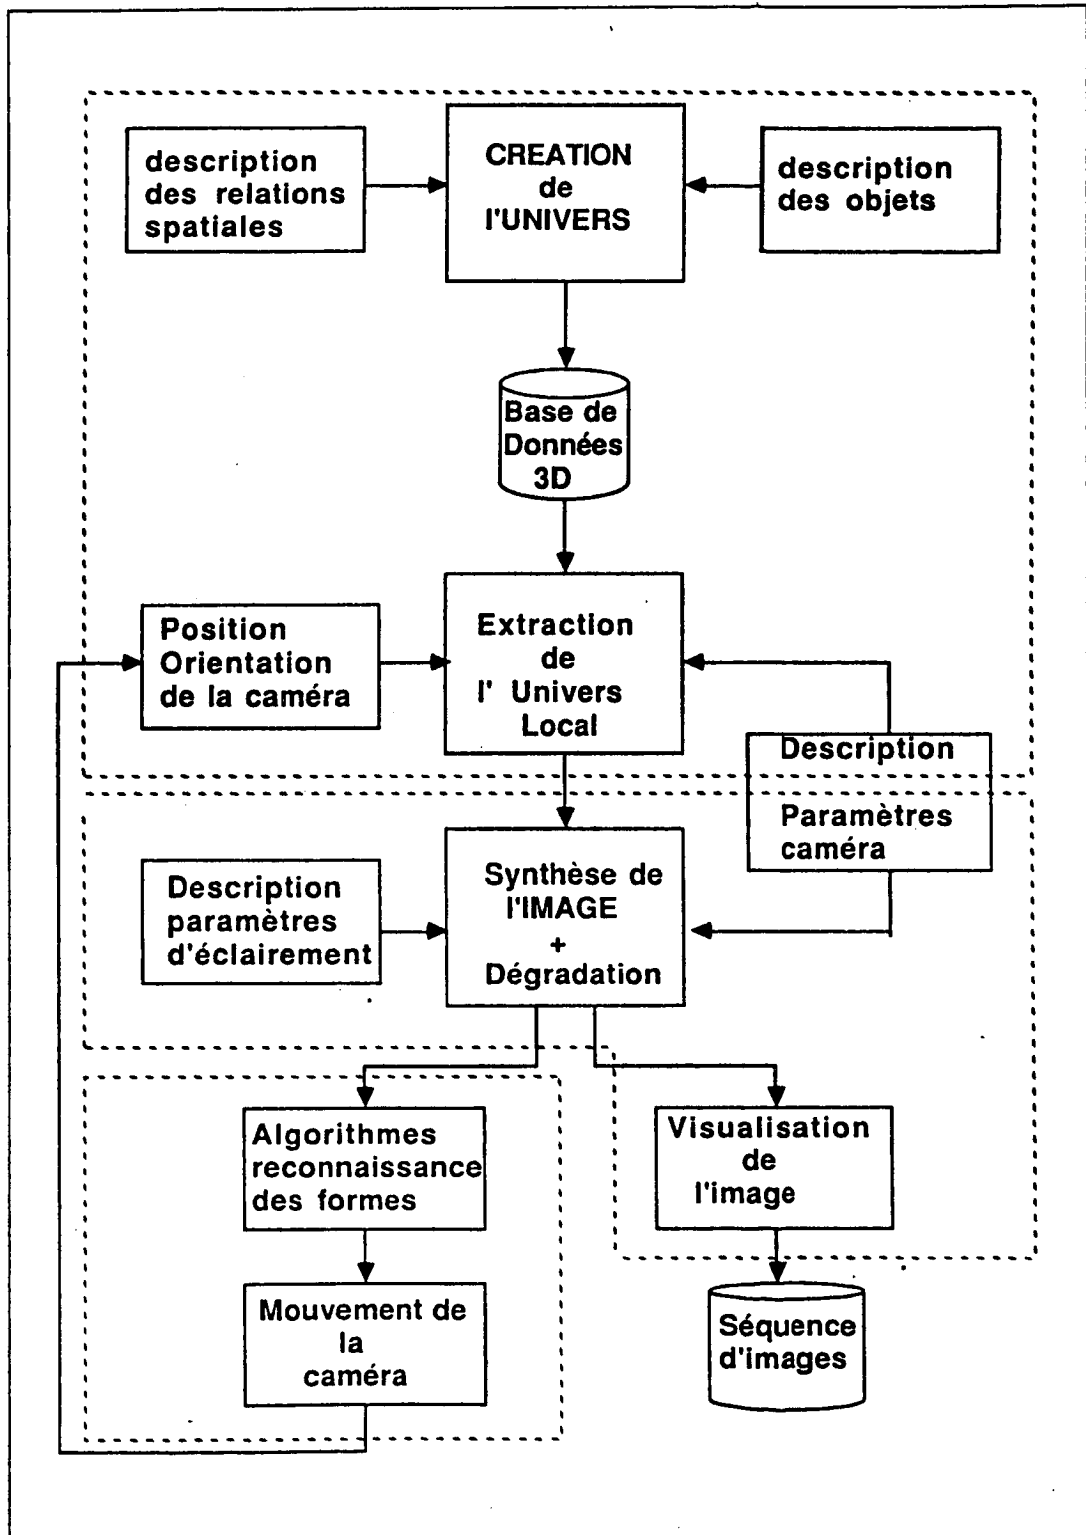 description
des relations
spatiales
CREATION
de
l'UNIVERS
description
des objets
Base de
Données
3D
Position
Orientation
de la caméra
Extraction
de
l' Univers
Local
Description
Paramètres
caméra
Description
paramètres
d'éclairement
Synthèse de
l'IMAGE
+
Dégradation
Algorithmes
reconnaissance
des formes
Visualisation
de
l'image
Mouvement de
la
caméra
Séquence
d'images